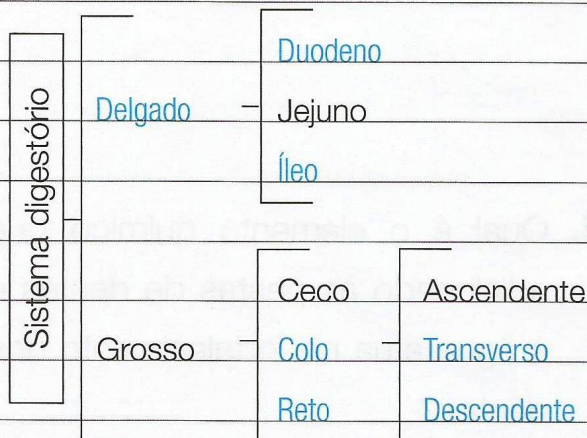 Sistema digestório
Delgado
Duodeno
Jejuno
Íleo
Grosso
Ceco
Colo
Reto
Ascendente
Transverso
Descendente